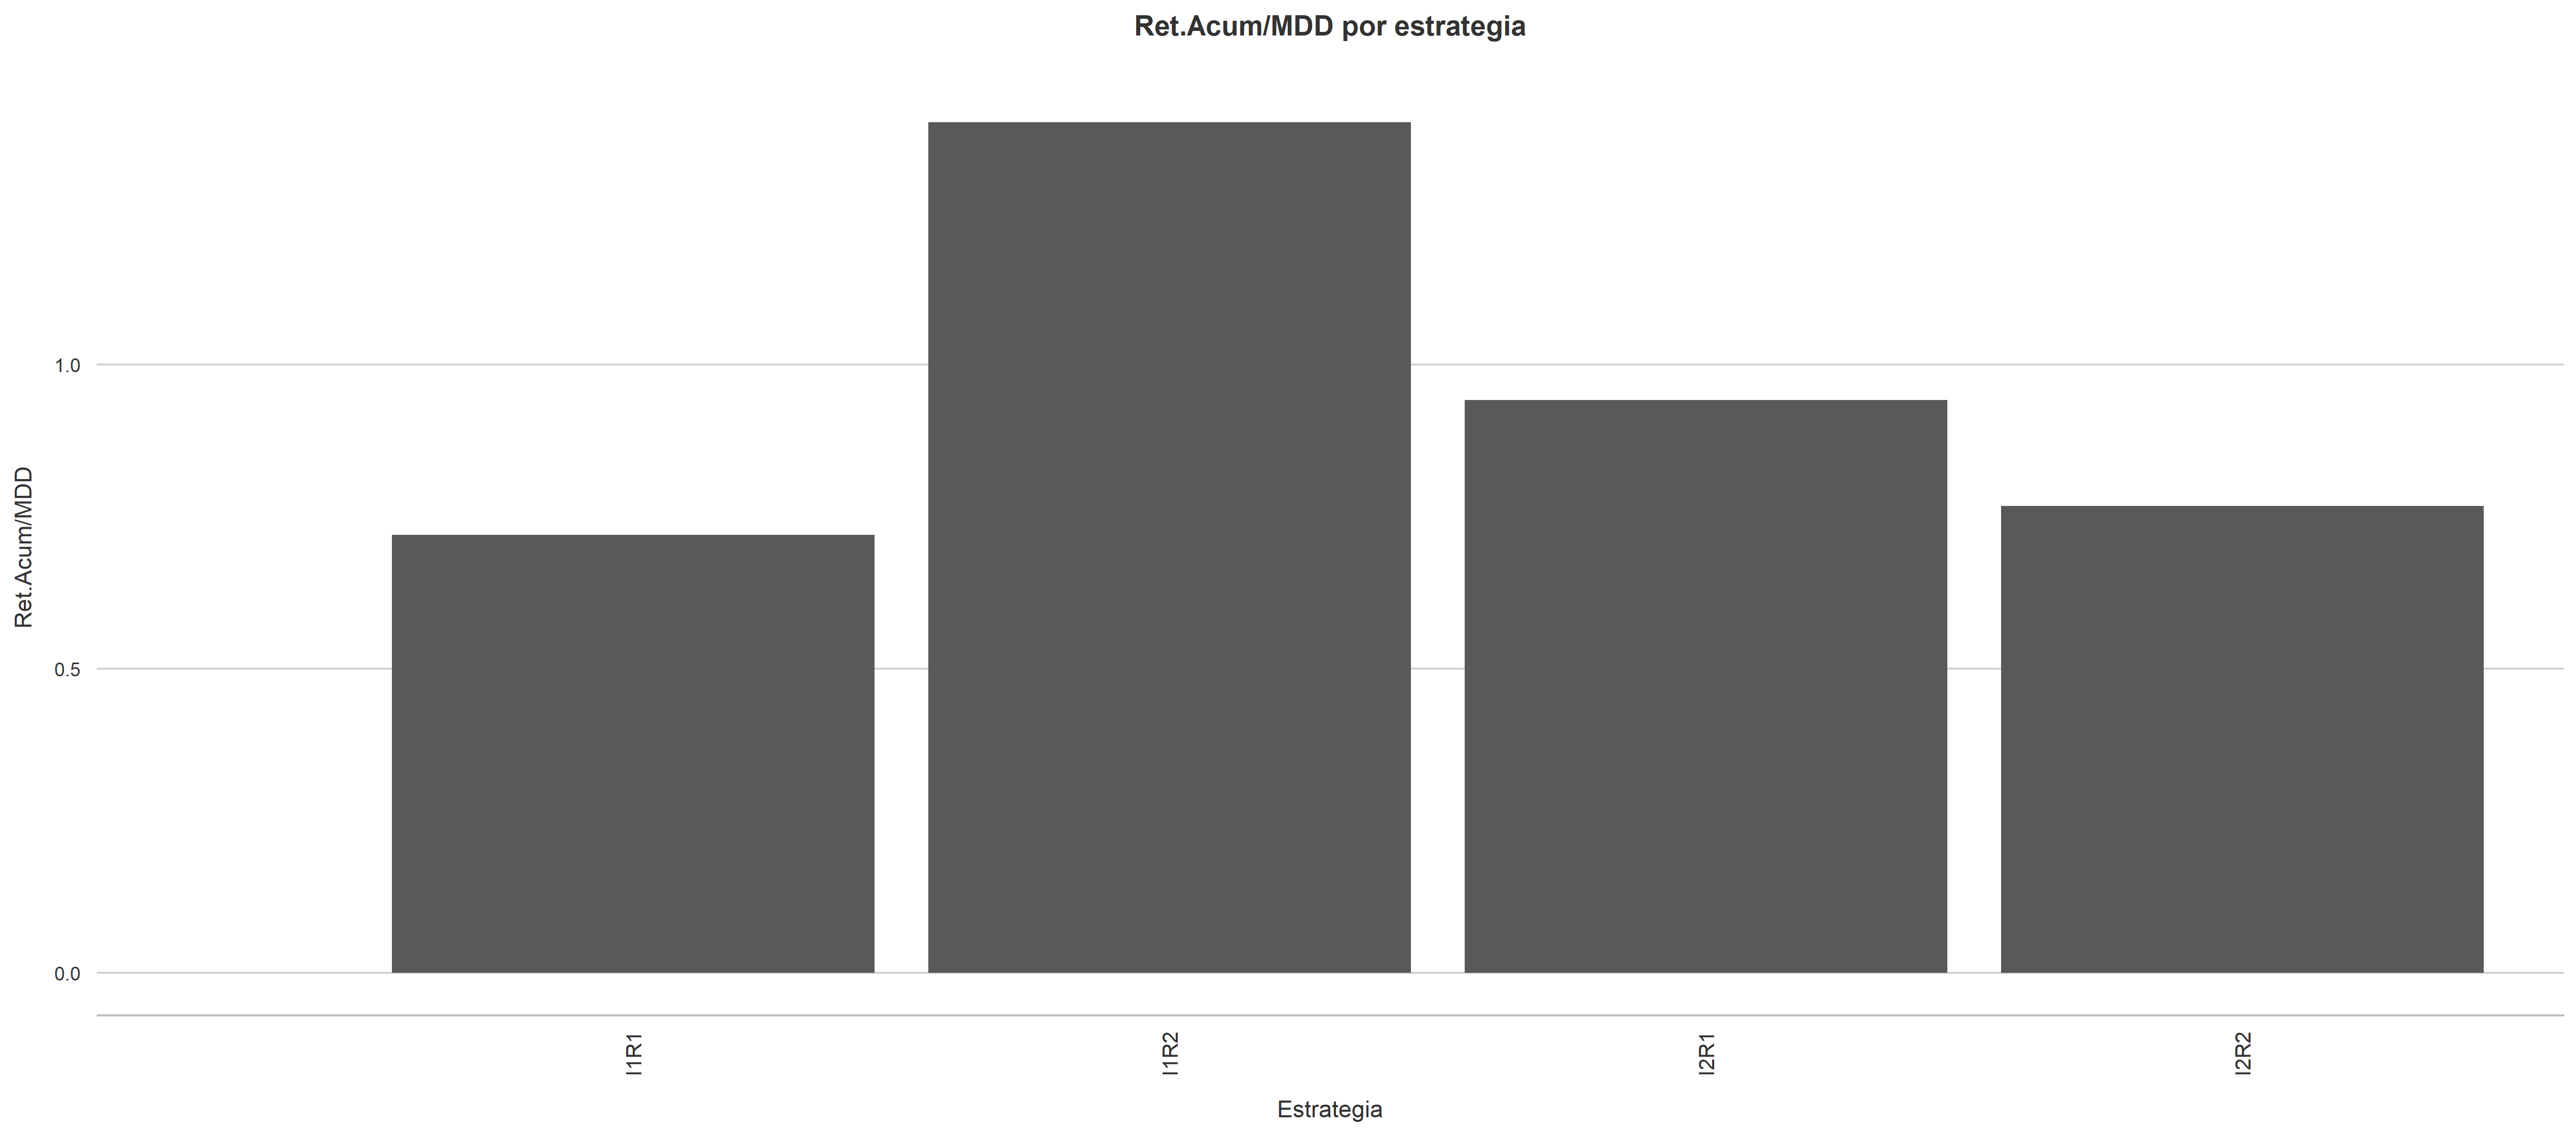 Ret.Acum/MDD por estrategia
Ret.Acum/MDD
1.0
0.5
0.0
I1R1
I1R2
I2R1
I2R2
Estrategia